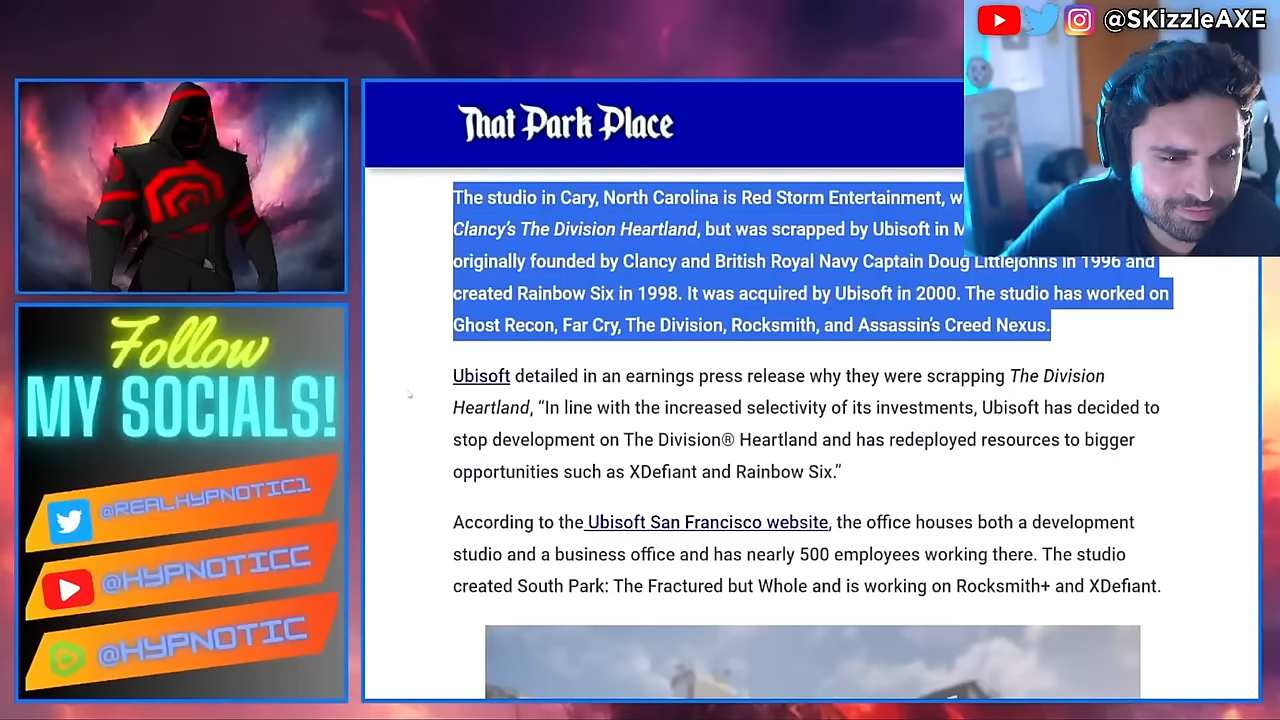 @SKizzleAXE
That Park Place
The studio in Cary, North Carolina is Red Storm Entertainment,
Clancy's The Division Heartland, but was scrapped by Ubisoft in
originally founded by Clancy and British Royal Navy Captain Doug Littlejohns in 1996 and
created Rainbow Six in 1998. It was acquired by Ubisoft in 2000. The studio has worked on
Ghost Recon, Far Cry, The Division, Rocksmith, and Assassin's Creed Nexus.
Ubisoft detailed in an earnings press release why they were scrapping The Division
Heartland, “In line with the increased selectivity of its investments, Ubisoft has decided to
stop development on The Division® Heartland and has redeployed resources to bigger
opportunities such as XDefiant and Rainbow Six.”
According to the Ubisoft San Francisco website, the office houses both a development
studio and a business office and has nearly 500 employees working there. The studio
created South Park: The Fractured but Whole and is working on Rocksmith+ and XDefiant.
Follow
MY SOCIALS!
@REALHYPNOTIC1
@HYPNOTICC
@HYPNOTIC